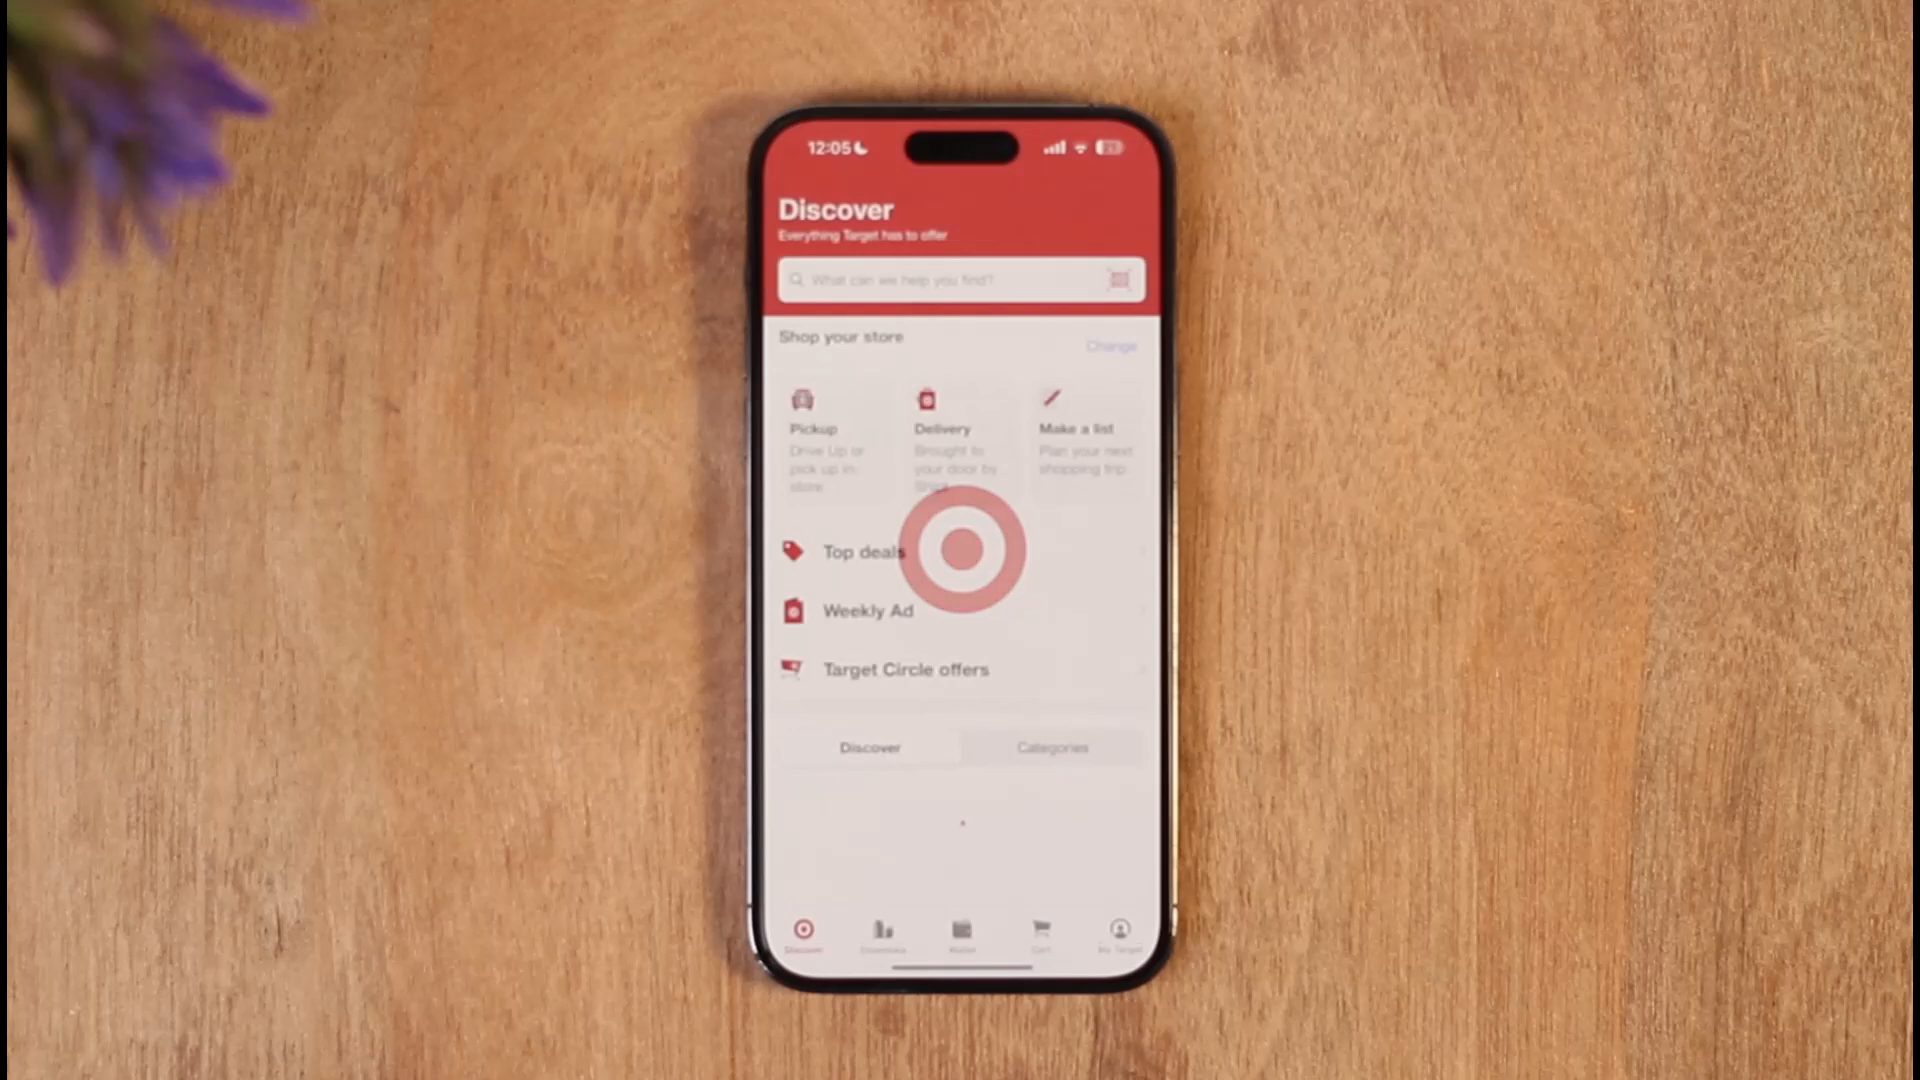 12:05
Discover
Everything Target has to offer
What can we help you find?
Shop your store
Change
Pickup
Drive Up or
pick up in-
store
Delivery
Brought to
your door by
Make a list
Plan your next
shopping trip
Top deals
Weekly Ad
Target Circle offers
Discover
Categories
Discover
Cart
My Target